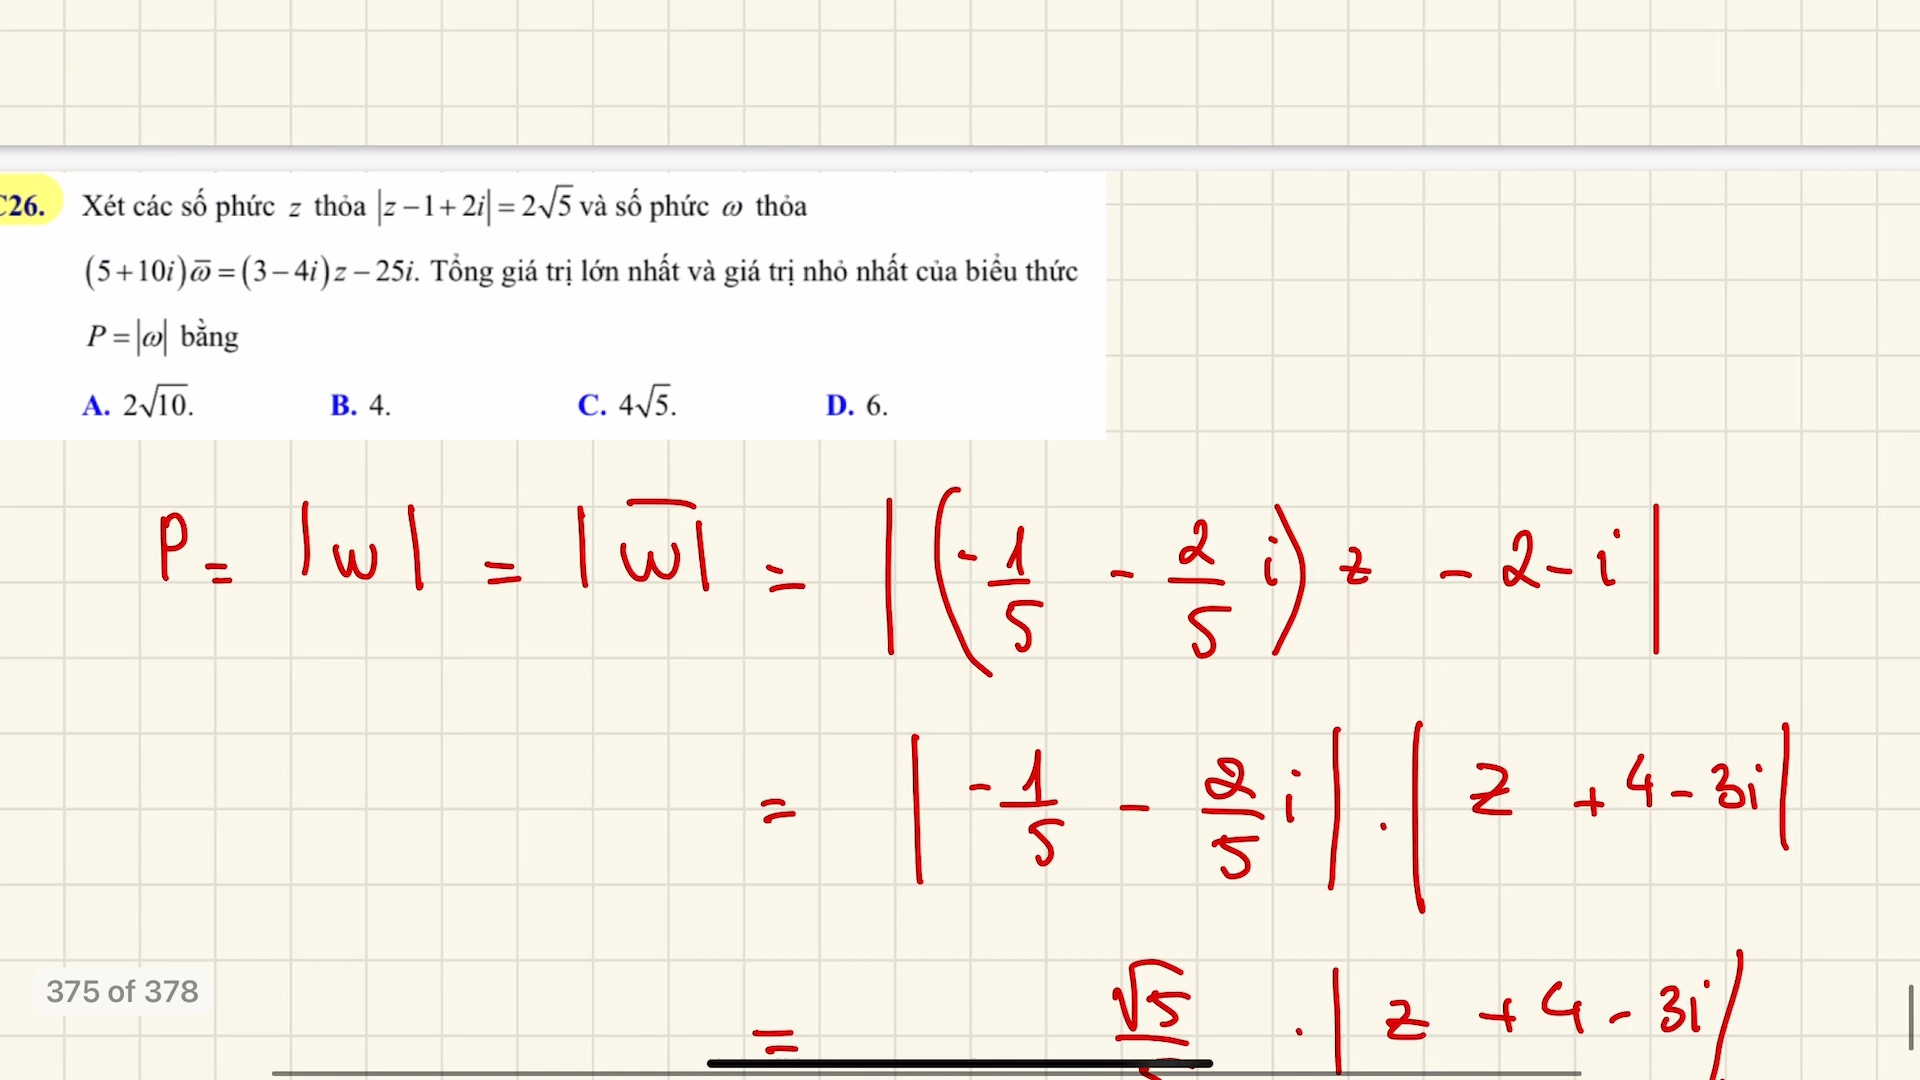 C26. Xét các số phức z thỏa |z − 1 + 2i| = 2√5 và số phức ω thỏa
(5 + 10i)ω̅ = (3 − 4i)z − 25i. Tổng giá trị lớn nhất và giá trị nhỏ nhất của biểu thức
P = |ω| bằng
A. 2√10. B. 4. C. 4√5. D. 6.
P = |w| = |w̅| = |(-1/5 - 2/5 i) z - 2 - i|
= |-1/5 - 2/5 i| . |z + 4 - 3i|
= √5/5 . |z + 4 - 3i|
375 of 378